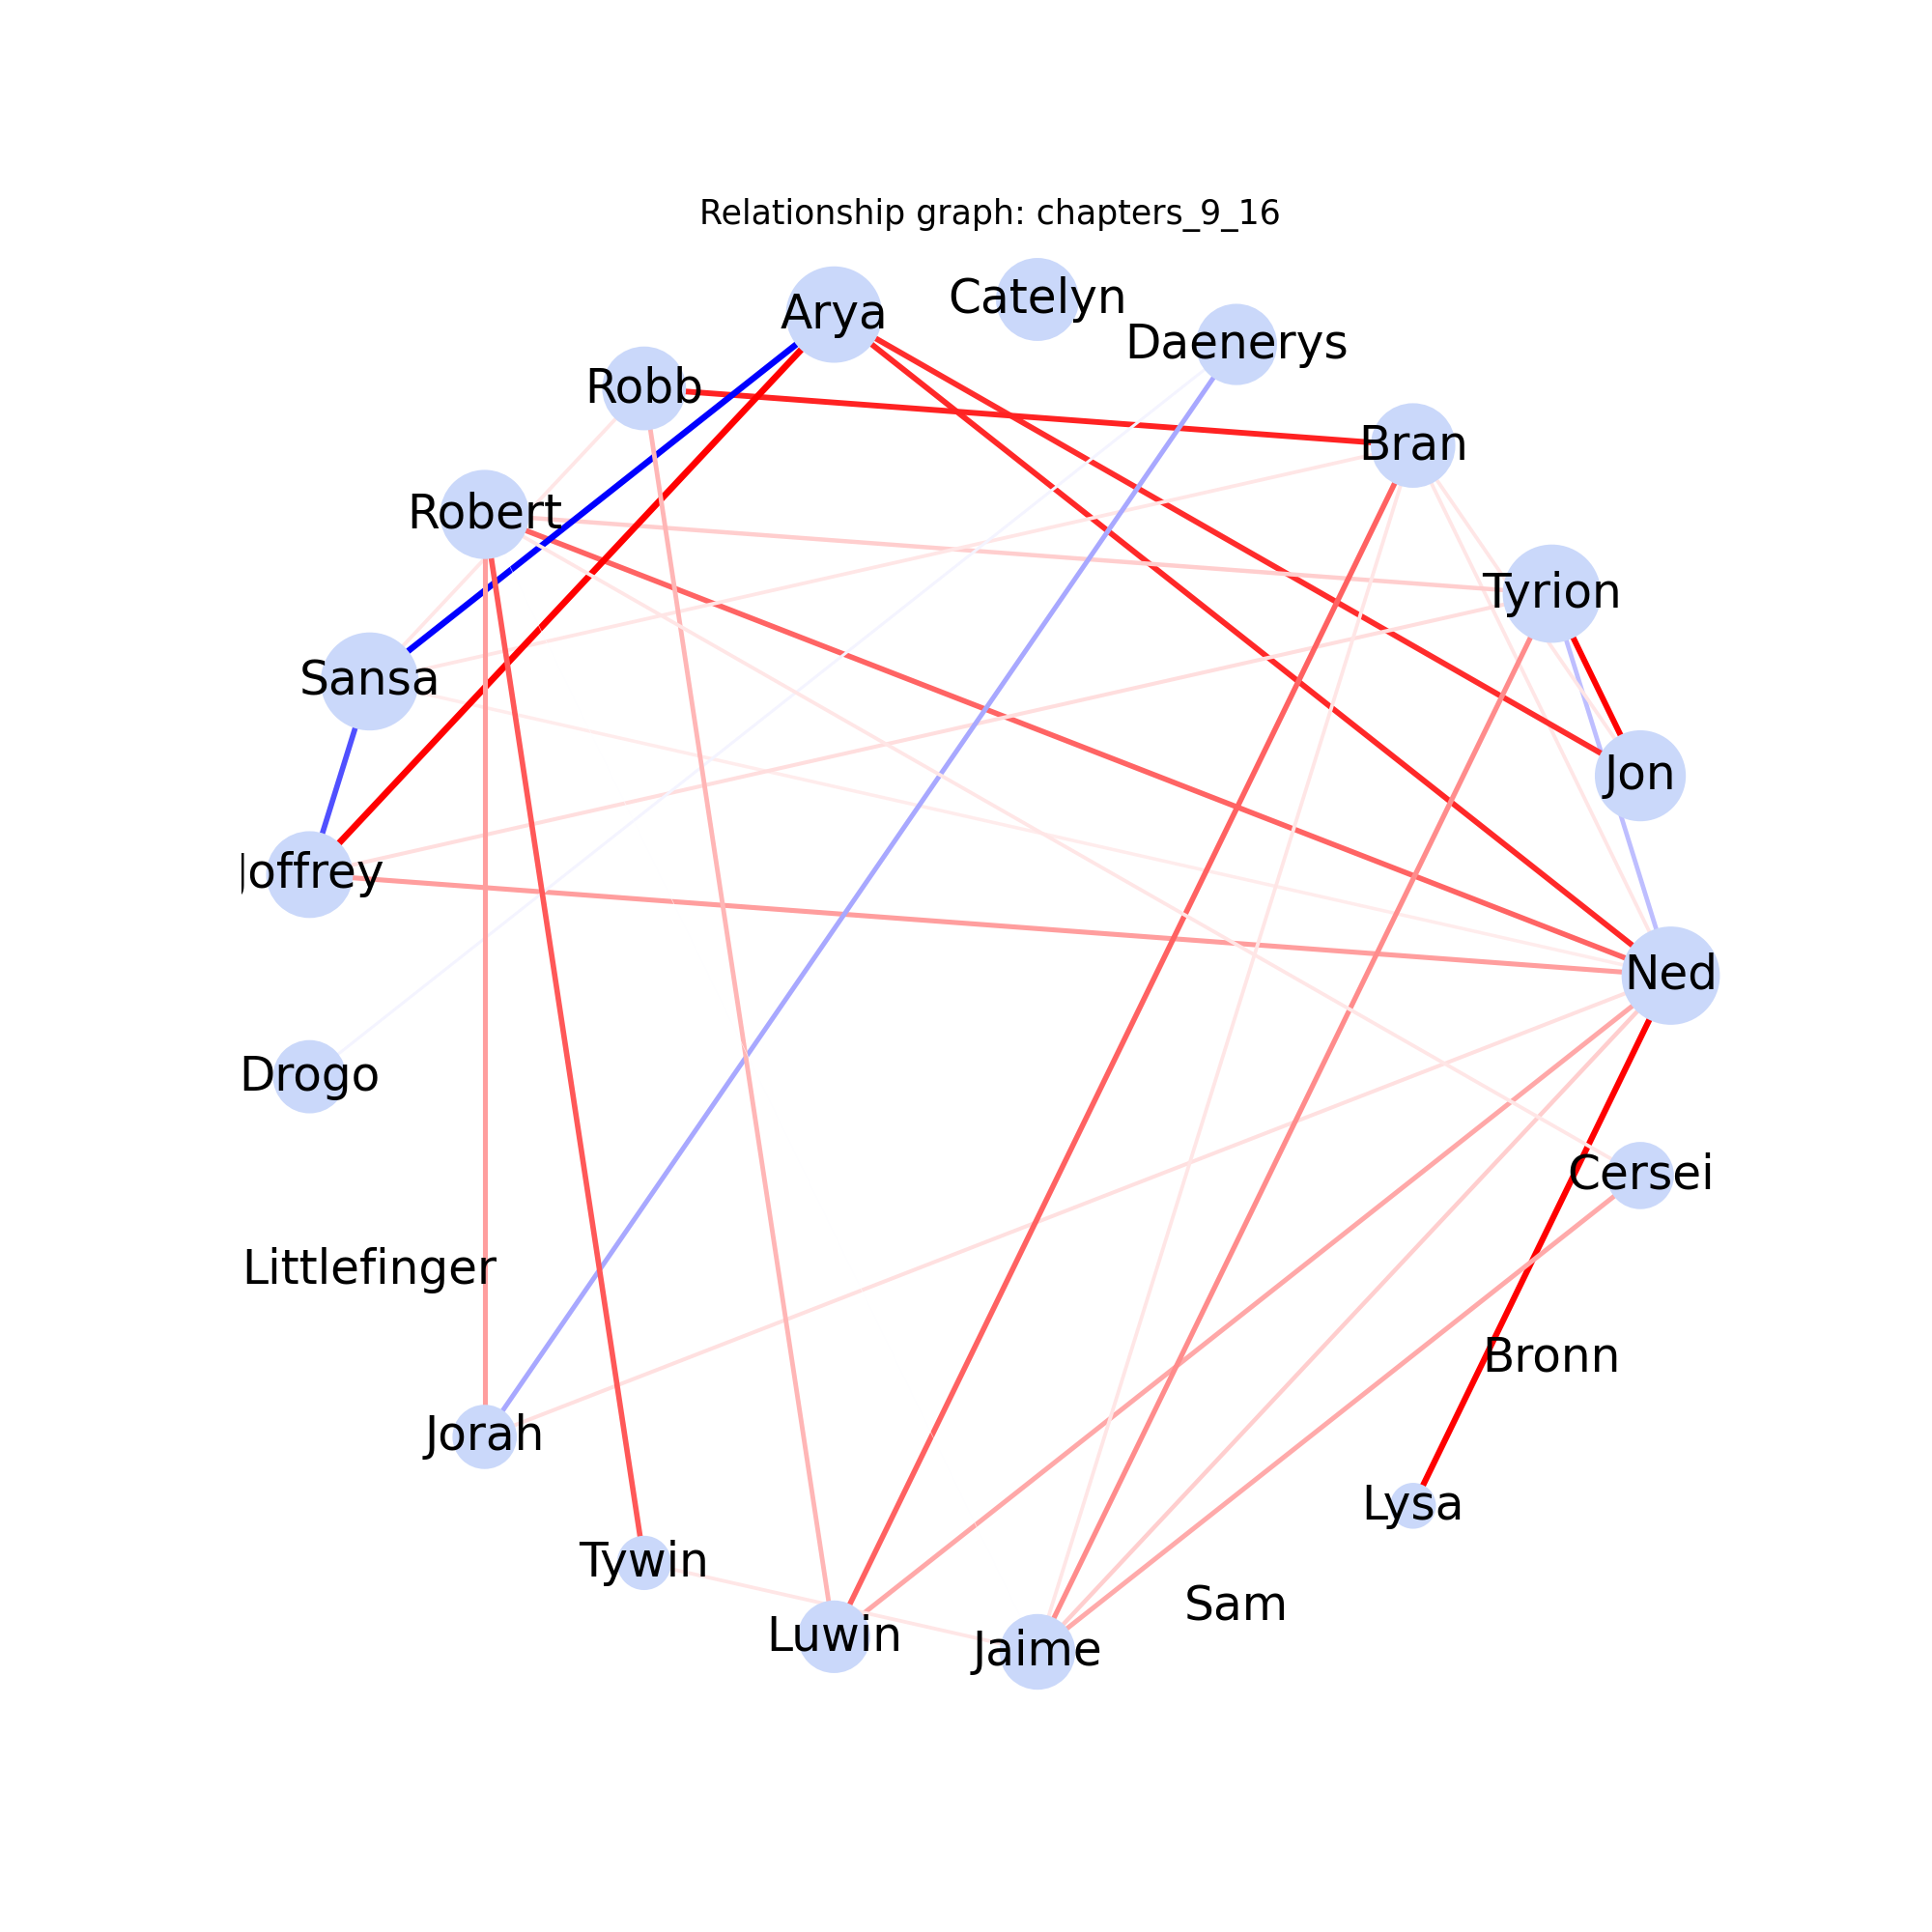 Relationship graph: chapters_9_16
Catelyn
Arya
Daenerys
Robb
Bran
Robert
Tyrion
Sansa
Jon
Joffrey
Ned
Drogo
Cersei
Littlefinger
Bronn
Jorah
Lysa
Tywin
Sam
Luwin
Jaime